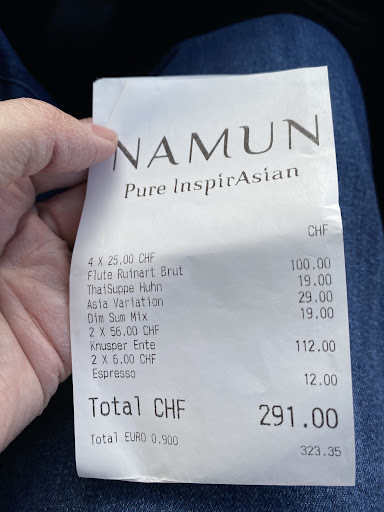 NAMUN
Pure InspirAsian
CHF
4 X 25.00 CHF
Flute Ruinart Brut 100.00
ThaiSuppe Huhn 19.00
Asia Variation 29.00
Dim Sum Mix 19.00
2 X 56.00 CHF
Knusper Ente 112.00
2 X 6.00 CHF
Espresso 12.00
Total CHF 291.00
Total EURO 0.900 323.35